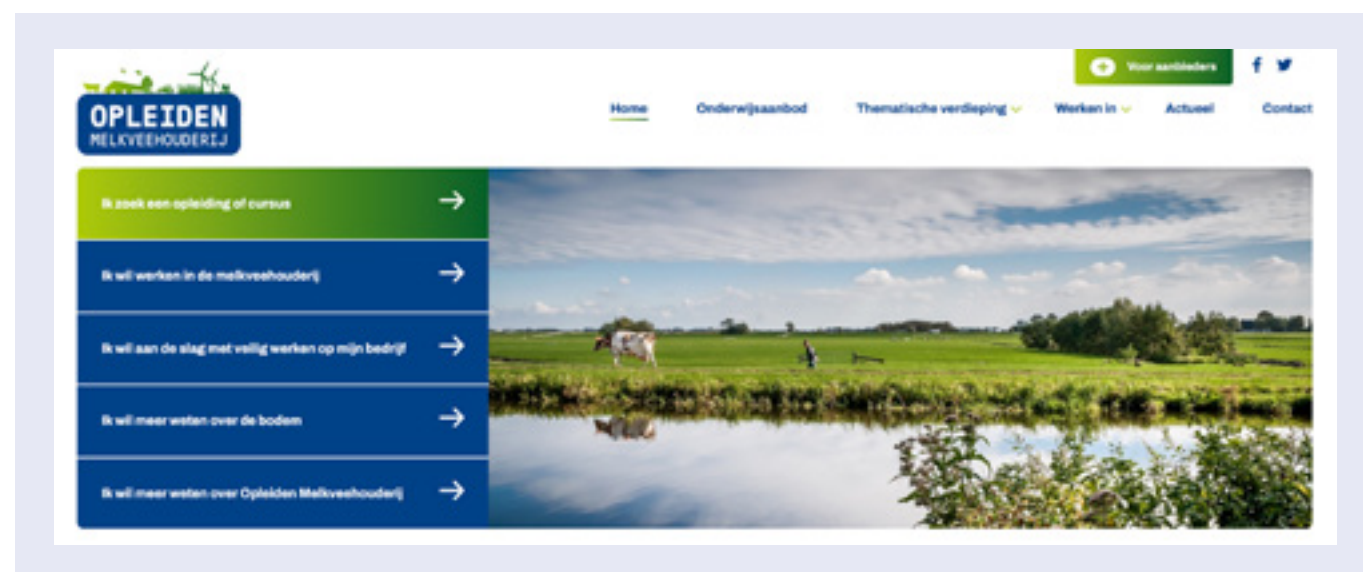 Voor aanbieders
OPLEIDEN
MELKVEEHOUDERIJ
Home Onderwijsaanbod Thematische verdieping Werken in Actueel Contact
Ik zoek een opleiding of cursus
Ik wil werken in de melkveehouderij
Ik wil aan de slag met veilig werken op mijn bedrijf
Ik wil meer weten over de bodem
Ik wil meer weten over Opleiden Melkveehouderij